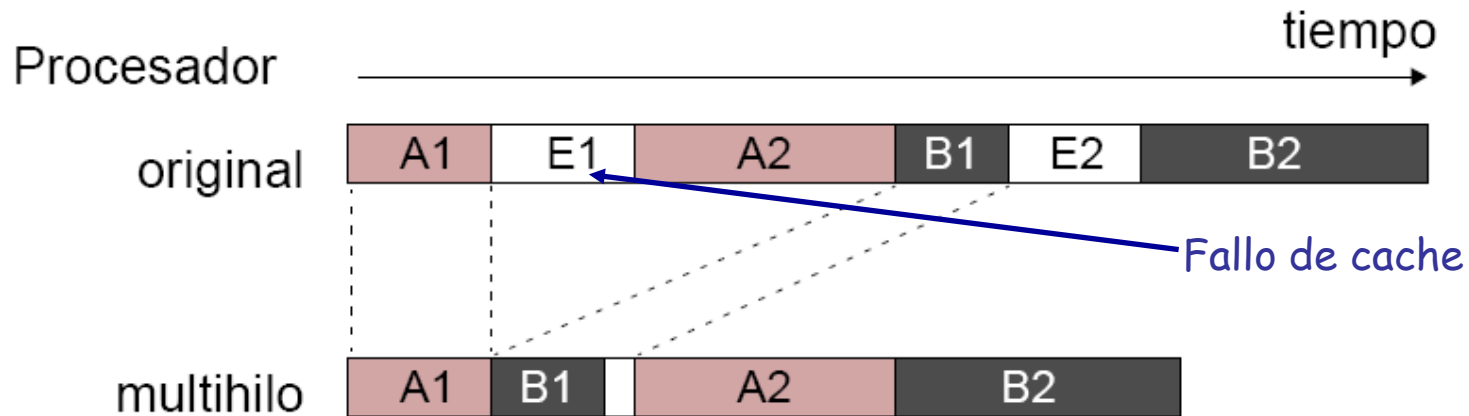 tiempo
Procesador
original A1 E1 A2 B1 E2 B2
Fallo de cache
multihilo A1 B1 A2 B2